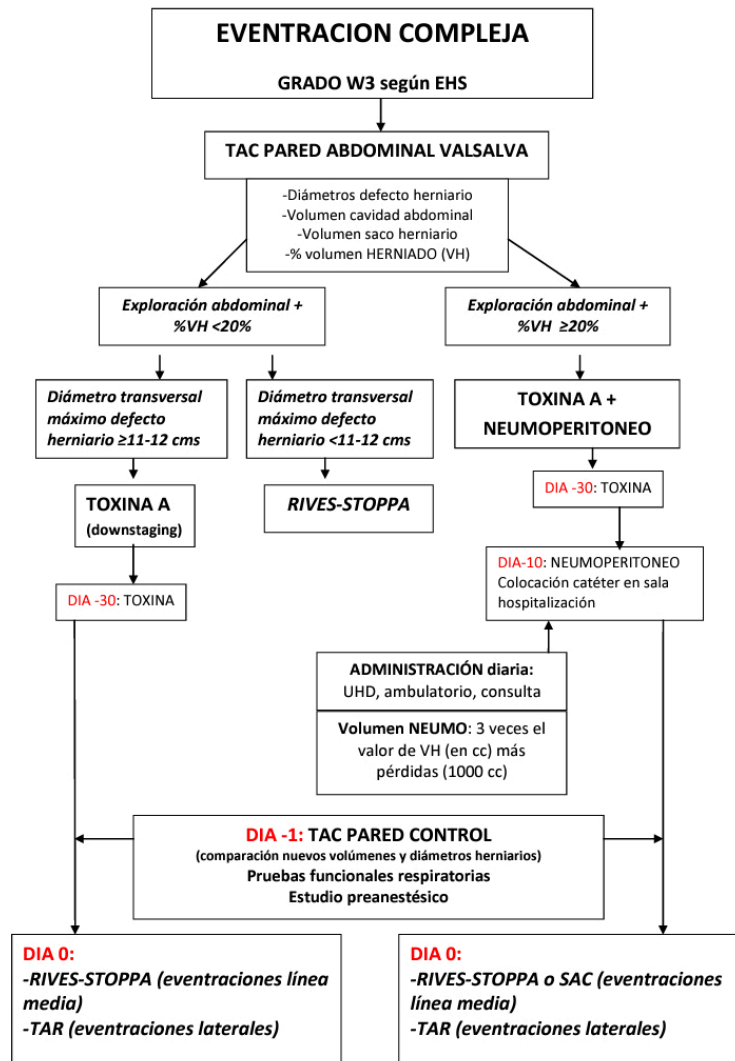 EVENTRACION COMPLEJA
GRADO W3 según EHS
TAC PARED ABDOMINAL VALSALVA
-Diámetros defecto herniario
-Volumen cavidad abdominal
-Volumen saco herniario
-% volumen HERNIADO (VH)
Exploración abdominal +
%VH <20%
Exploración abdominal +
%VH ≥20%
Diámetro transversal
máximo defecto
herniario ≥11-12 cms
Diámetro transversal
máximo defecto
herniario <11-12 cms
TOXINA A +
NEUMOPERITONEO
TOXINA A
(downstaging)
RIVES-STOPPA
DIA -30: TOXINA
DIA -30: TOXINA
DIA-10: NEUMOPERITONEO
Colocación catéter en sala
hospitalización
ADMINISTRACIÓN diaria:
UHD, ambulatorio, consulta
Volumen NEUMO: 3 veces el
valor de VH (en cc) más
pérdidas (1000 cc)
DIA -1: TAC PARED CONTROL
(comparación nuevos volúmenes y diámetros herniarios)
Pruebas funcionales respiratorias
Estudio preanestésico
DIA 0:
-RIVES-STOPPA (eventraciones línea
media)
-TAR (eventraciones laterales)
DIA 0:
-RIVES-STOPPA o SAC (eventraciones
línea media)
-TAR (eventraciones laterales)